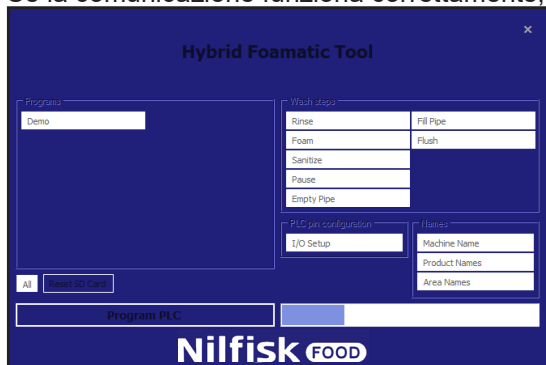 Se la comunicazione funziona correttamente,
×
Hybrid Foamatic Tool
Programs
Demo
Wash steps
Rinse
Foam
Sanitize
Pause
Empty Pipe
Fill Pipe
Flush
PLC pin configuration
I/O Setup
Names
Machine Name
Product Names
Area Names
All
Reset SD Card
Program PLC
Nilfisk FOOD